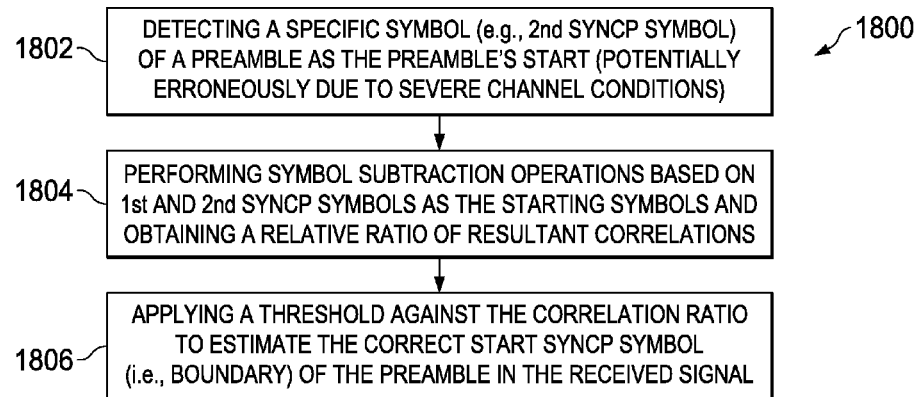 1800
1802
DETECTING A SPECIFIC SYMBOL (e.g., 2nd SYNCP SYMBOL)
OF A PREAMBLE AS THE PREAMBLE'S START (POTENTIALLY
ERRONEOUSLY DUE TO SEVERE CHANNEL CONDITIONS)
1804
PERFORMING SYMBOL SUBTRACTION OPERATIONS BASED ON
1st AND 2nd SYNCP SYMBOLS AS THE STARTING SYMBOLS AND
OBTAINING A RELATIVE RATIO OF RESULTANT CORRELATIONS
1806
APPLYING A THRESHOLD AGAINST THE CORRELATION RATIO
TO ESTIMATE THE CORRECT START SYNCP SYMBOL
(i.e., BOUNDARY) OF THE PREAMBLE IN THE RECEIVED SIGNAL